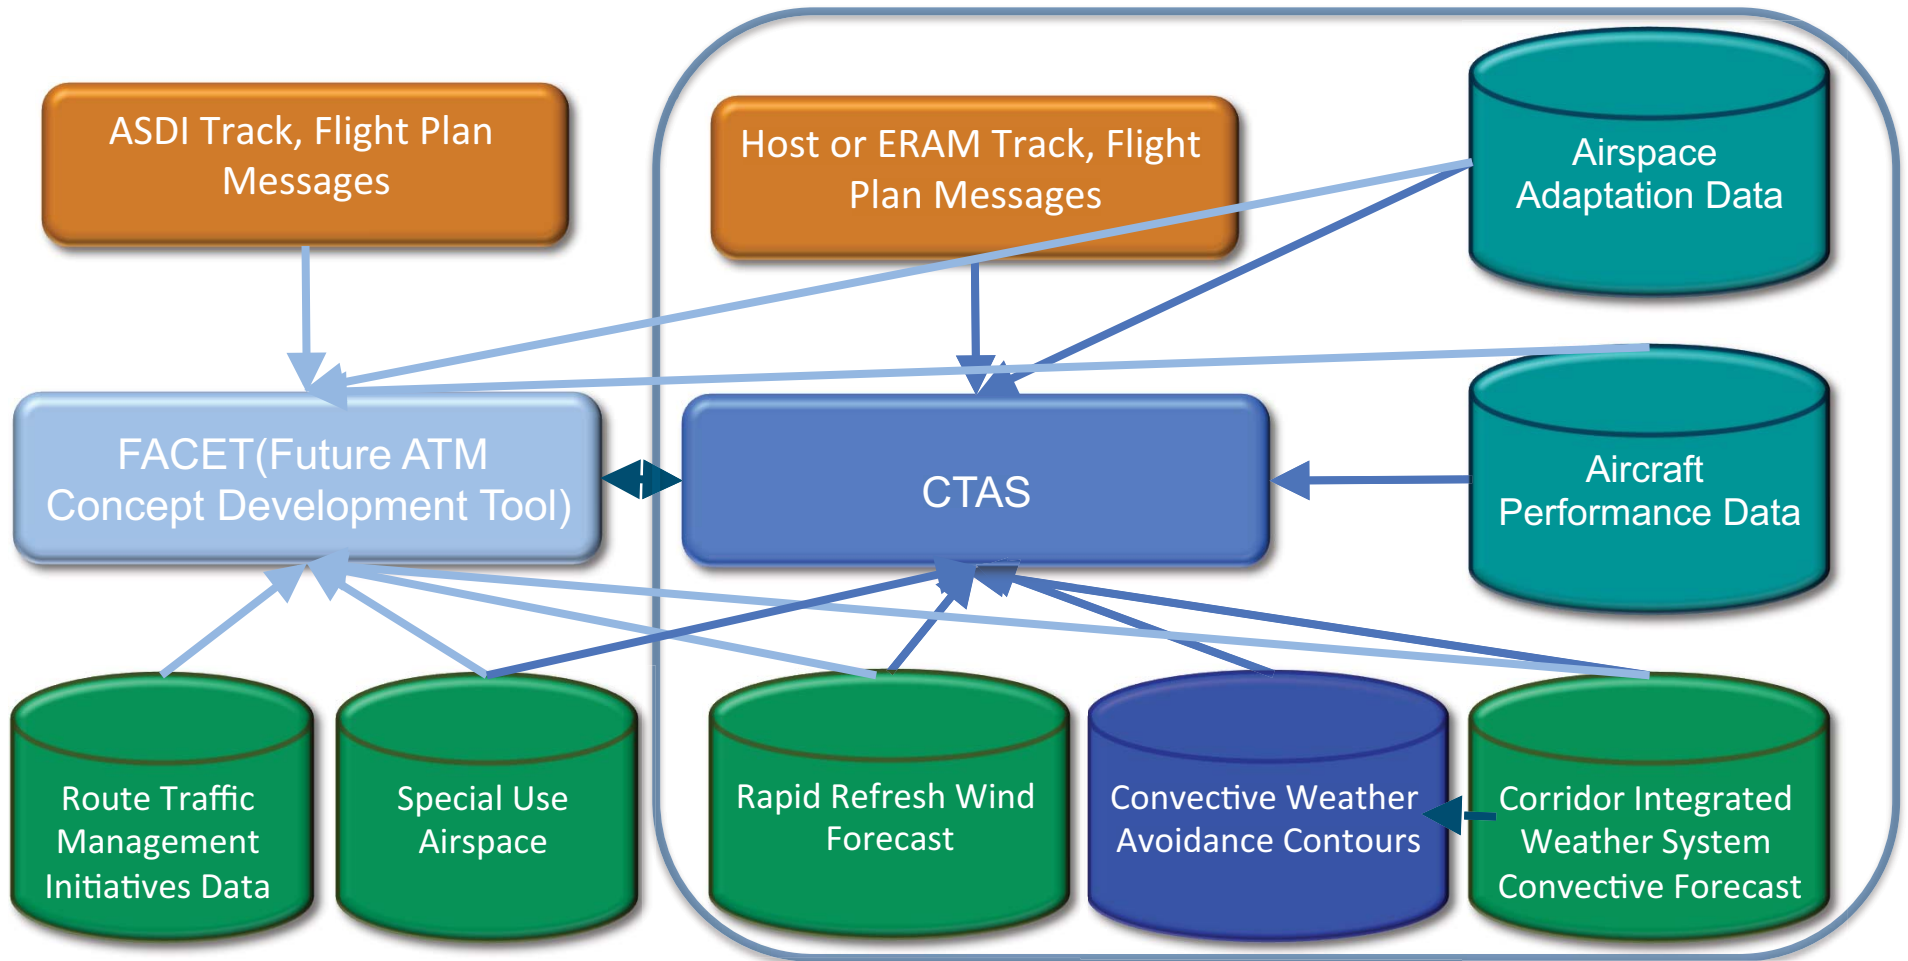 ASDI Track, Flight Plan
Messages
Host or ERAM Track, Flight
Plan Messages
Airspace
Adaptation Data
FACET(Future ATM
Concept Development Tool)
CTAS
Aircraft
Performance Data
Route Traffic
Management
Initiatives Data
Special Use
Airspace
Rapid Refresh Wind
Forecast
Convective Weather
Avoidance Contours
Corridor Integrated
Weather System
Convective Forecast